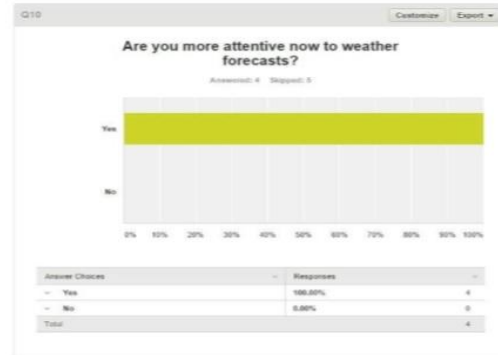 Q10
Customize Export
Are you more attentive now to weather
forecasts?
Answered: 4 Skipped: 5
Yes
No
0% 10% 20% 30% 40% 50% 60% 70% 80% 90% 100%
Answer Choices Responses
Yes 100.00% 4
No 0.00% 0
Total 4